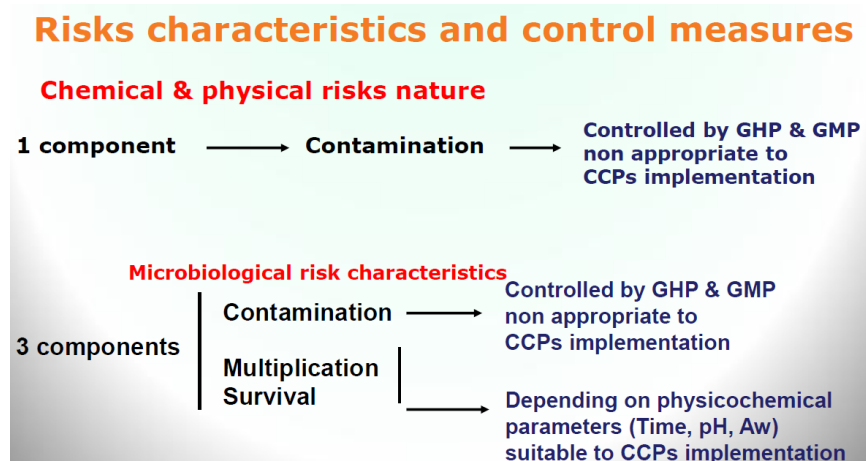 Risks characteristics and control measures
Chemical & physical risks nature
1 component
Contamination
Controlled by GHP & GMP
non appropriate to
CCPs implementation
Microbiological risk characteristics
3 components
Contamination
Controlled by GHP & GMP
non appropriate to
CCPs implementation
Multiplication
Survival
Depending on physicochemical
parameters (Time, pH, Aw)
suitable to CCPs implementation